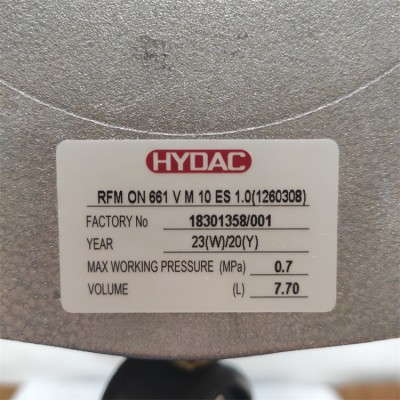 HYDAC
RFM ON 661 V M 10 ES 1.0(1260308)
FACTORY No 18301358/001
YEAR 23(W)/20(Y)
MAX WORKING PRESSURE (MPa) 0.7
VOLUME (L) 7.70